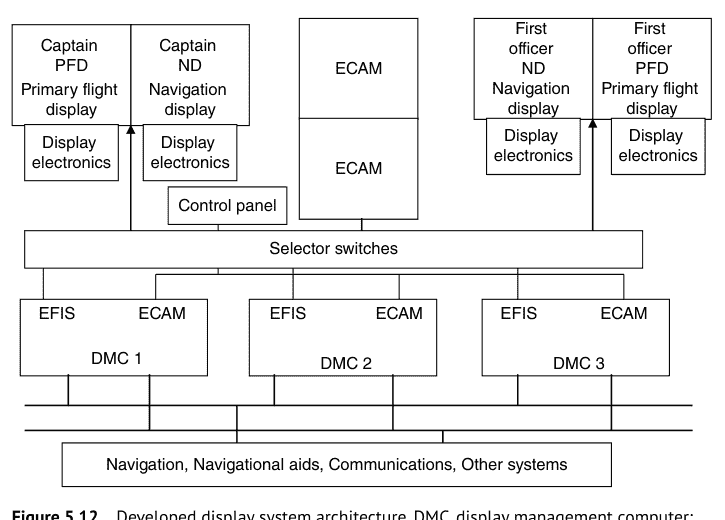 Captain
PFD
Primary flight
display
Captain
ND
Navigation
display
ECAM
ECAM
First
officer
ND
Navigation
display
First
officer
PFD
Primary flight
display
Display
electronics
Display
electronics
Display
electronics
Display
electronics
Control panel
Selector switches
EFIS
ECAM
DMC 1
EFIS
ECAM
DMC 2
EFIS
ECAM
DMC 3
Navigation, Navigational aids, Communications, Other systems
Figure 5.12 Developed display system architecture. DMC, display management computer;